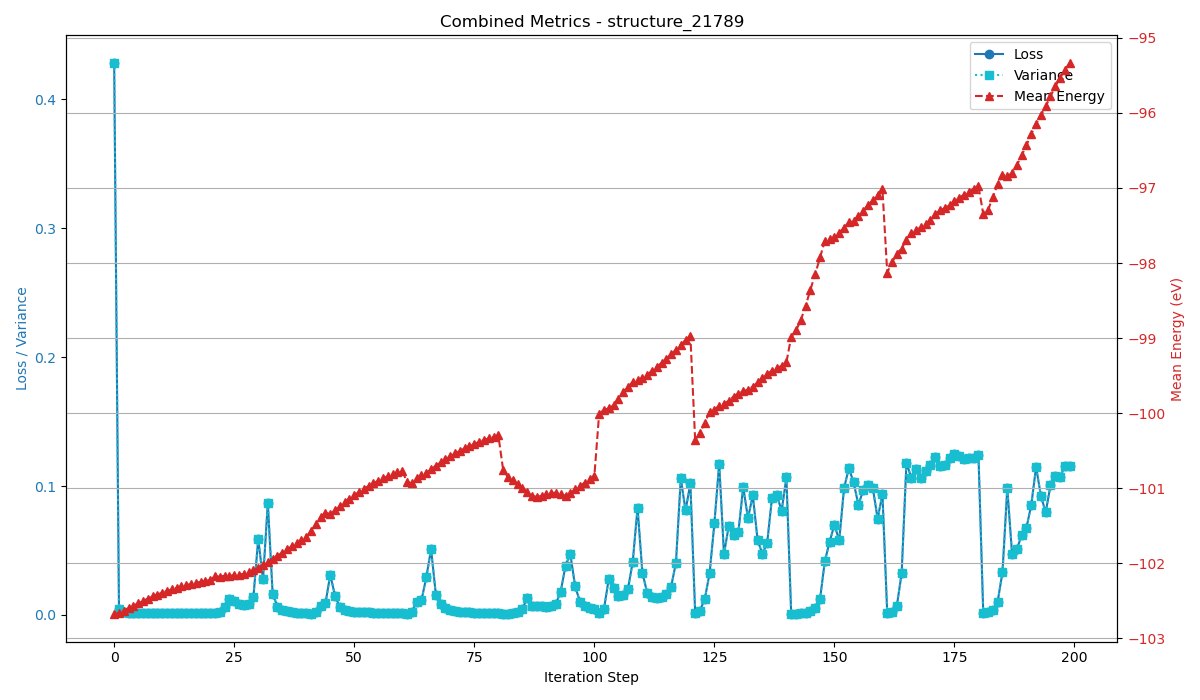 Combined Metrics - structure_21789
Loss
Variance
Mean Energy
0.4
0.3
0.2
0.1
0.0
Loss / Variance
−95
−96
−97
−98
−99
−100
−101
−102
−103
Mean Energy (eV)
0 25 50 75 100 125 150 175 200
Iteration Step